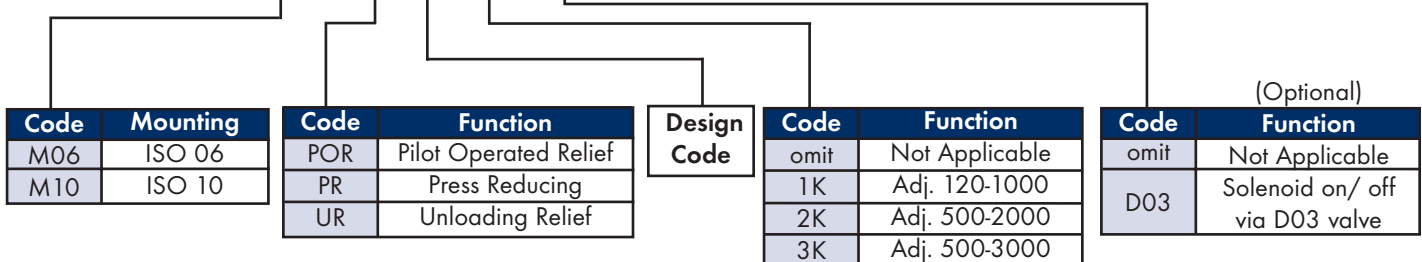 (Optional)
Code Mounting
M06 ISO 06
M10 ISO 10
Code Function
POR Pilot Operated Relief
PR Press Reducing
UR Unloading Relief
Design
Code
Code Function
omit Not Applicable
1K Adj. 120-1000
2K Adj. 500-2000
3K Adj. 500-3000
Code Function
omit Not Applicable
D03 Solenoid on/ off
via D03 valve